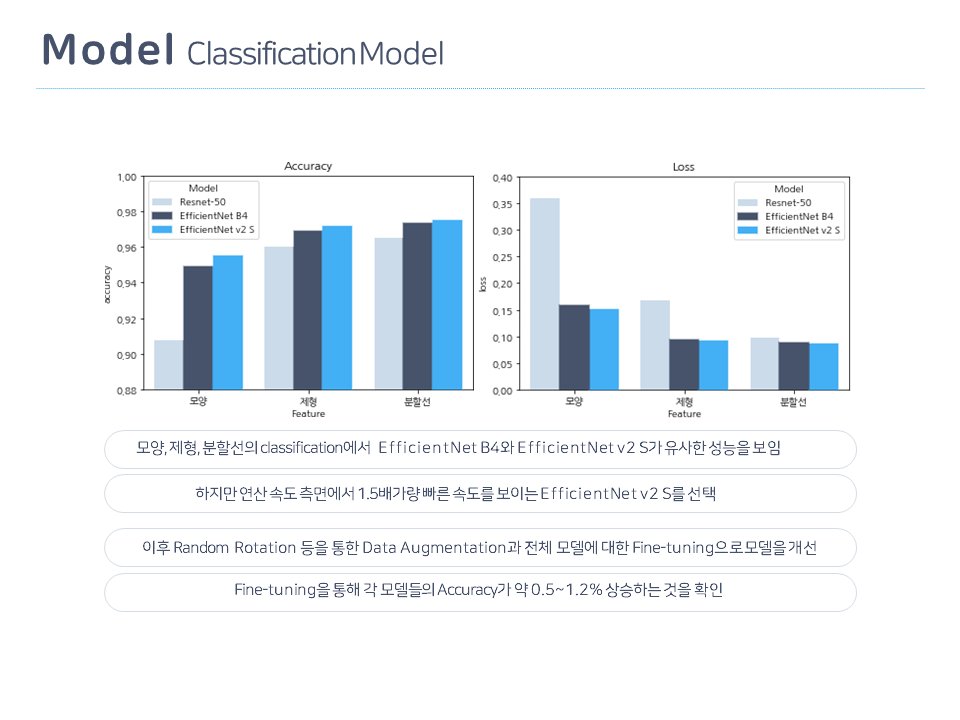 Model Classification Model
Accuracy
1,00
0,98
0,96
0,94
0,92
0,90
0,88
accuracy
Model
Resnet-50
EfficientNet B4
EfficientNet v2 S
모양
제형
분할선
Feature
Loss
0,40
0,35
0,30
0,25
0,20
0,15
0,10
0,05
0,00
loss
Model
Resnet-50
EfficientNet B4
EfficientNet v2 S
모양
제형
분할선
Feature
모양, 제형, 분할선의 classification에서 EfficientNet B4와 EfficientNet v2 S가 유사한 성능을 보임
하지만 연산 속도 측면에서 1.5배가량 빠른 속도를 보이는 EfficientNet v2 S를 선택
이후 Random Rotation 등을 통한 Data Augmentation과 전체 모델에 대한 Fine-tuning으로 모델을 개선
Fine-tuning을 통해 각 모델들의 Accuracy가 약 0.5~1.2% 상승하는 것을 확인